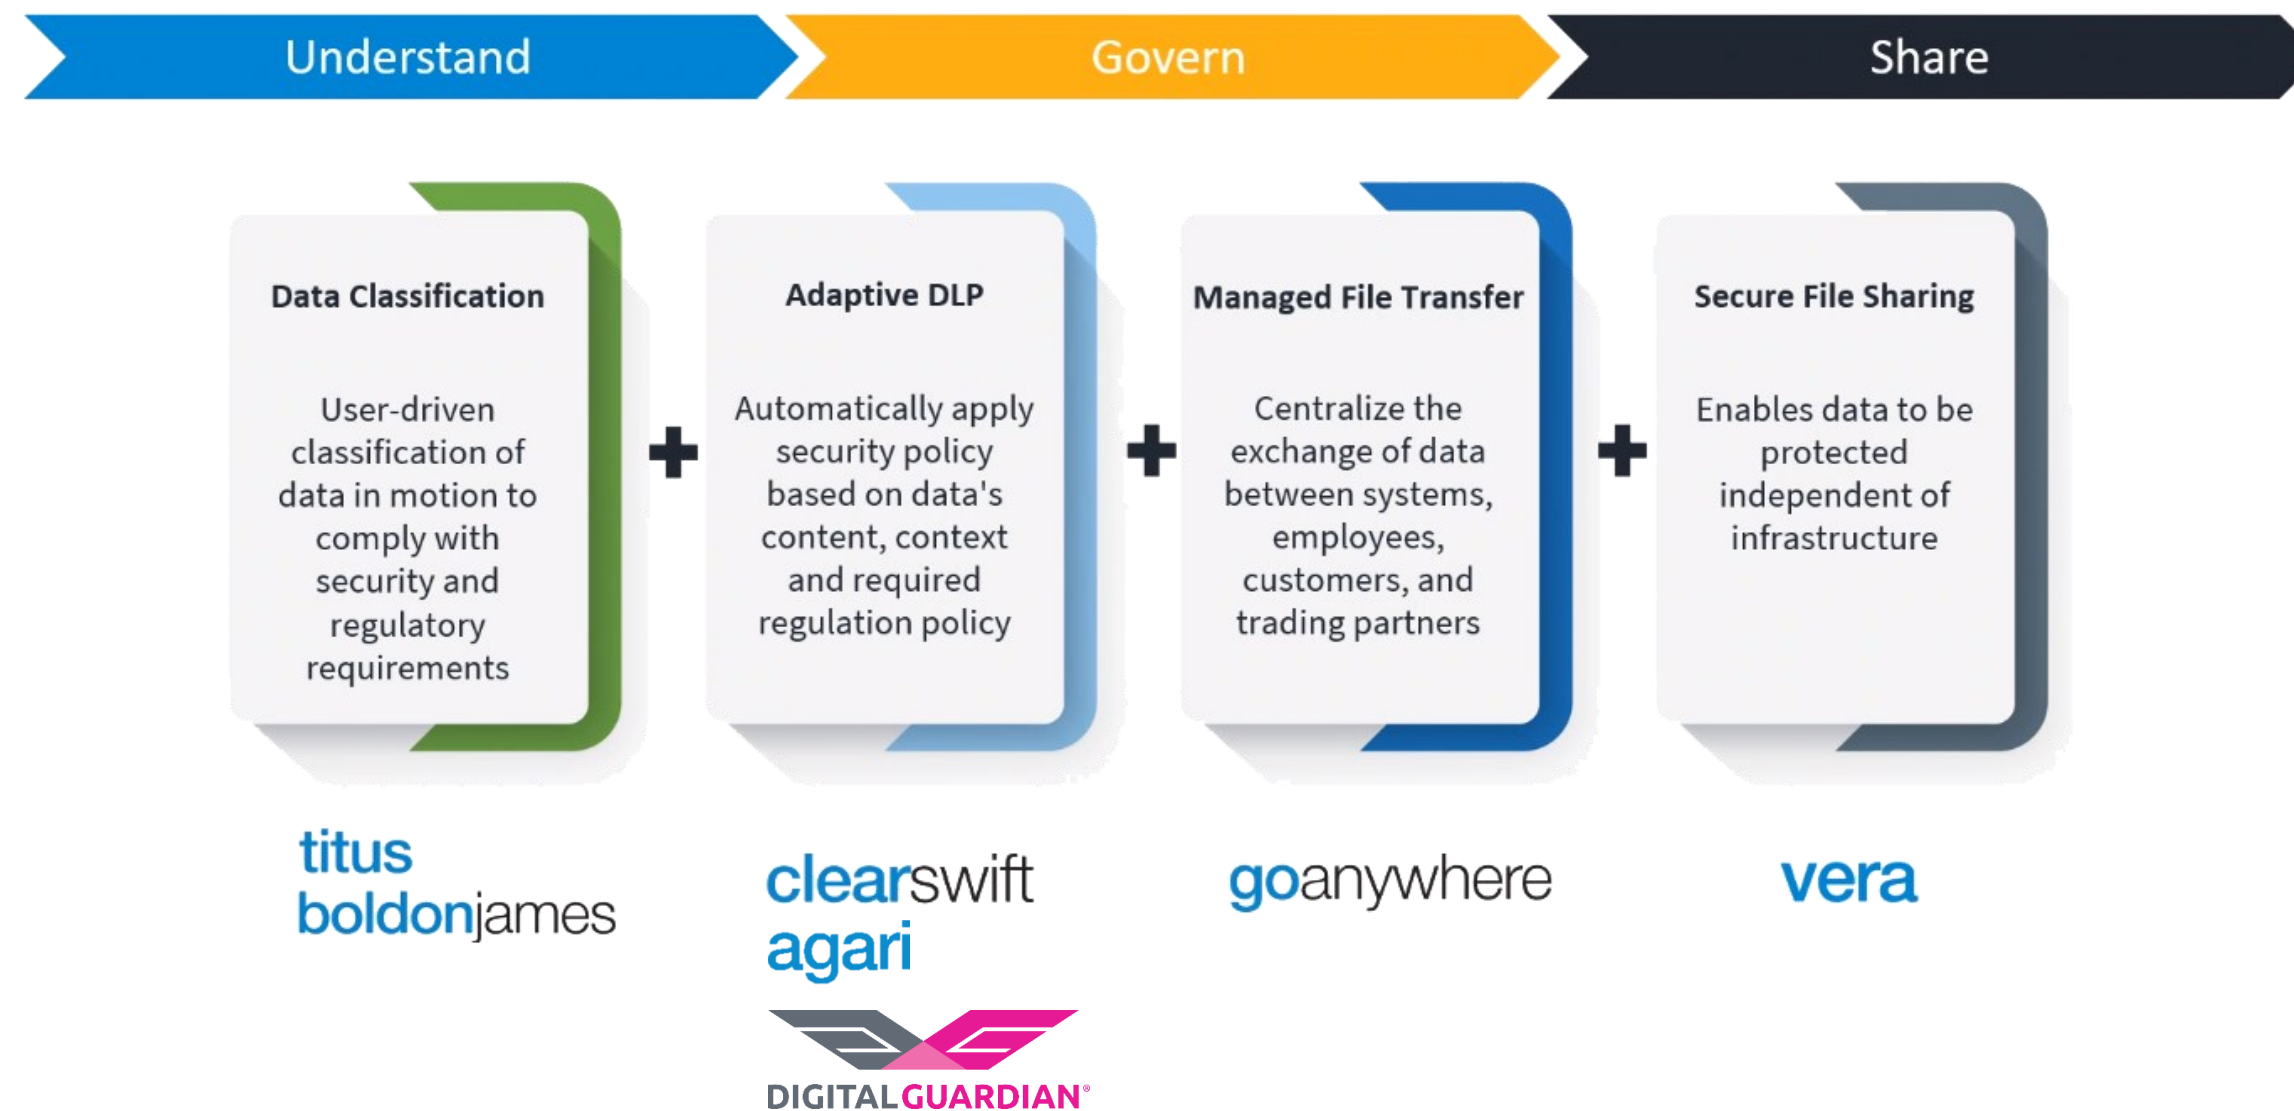 Understand
Govern
Share
Data Classification
User-driven
classification of
data in motion to
comply with
security and
regulatory
requirements
Adaptive DLP
Automatically apply
security policy
based on data's
content, context
and required
regulation policy
Managed File Transfer
Centralize the
exchange of data
between systems,
employees,
customers, and
trading partners
Secure File Sharing
Enables data to be
protected
independent of
infrastructure
titus
boldonjames
clearswift
agari
DIGITALGUARDIAN®
goanywhere
vera